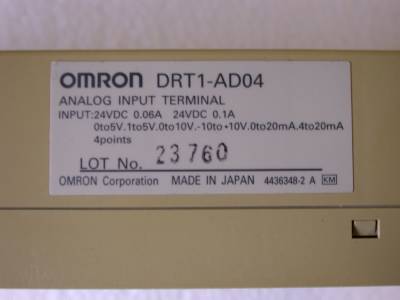 OMRON DRT1-AD04
ANALOG INPUT TERMINAL
INPUT:24VDC 0.06A 24VDC 0.1A
0to5V.1to5V.0to10V.-10to+10V.0to20mA.4to20mA
4points
LOT No. 23760
OMRON Corporation MADE IN JAPAN 4436348-2 A KM